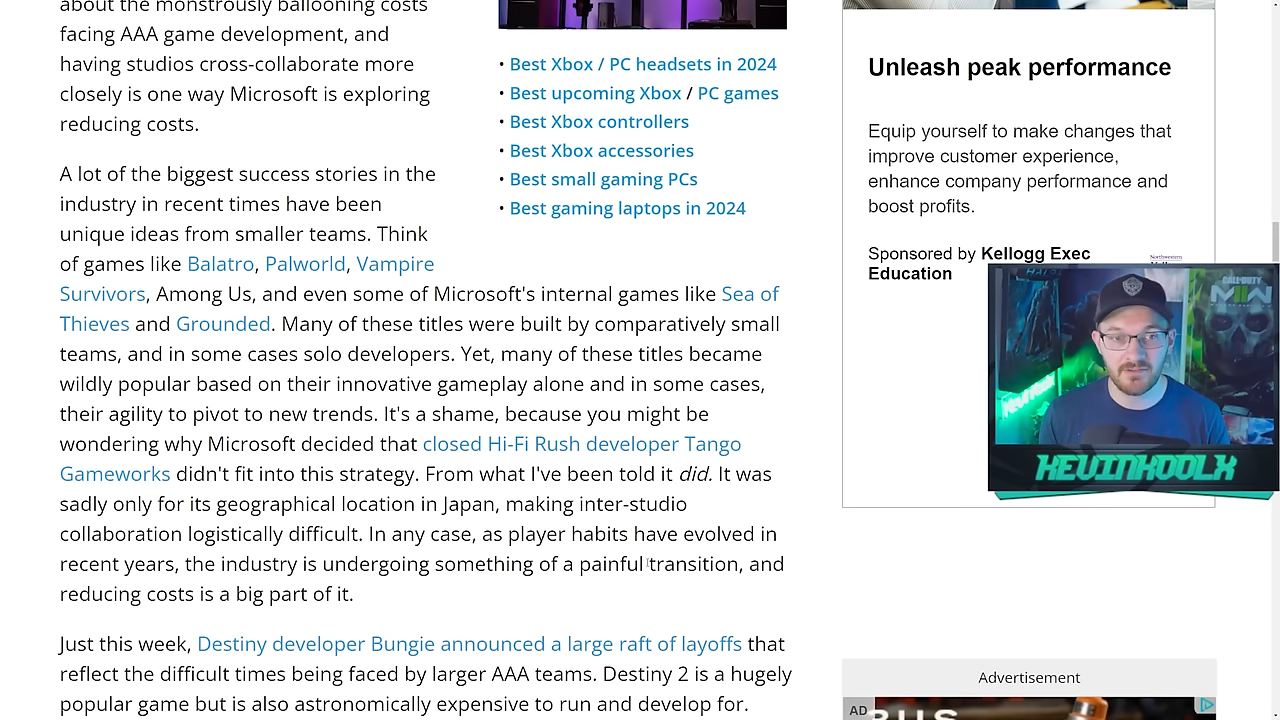 about the monstrously ballooning costs
facing AAA game development, and
having studios cross-collaborate more
closely is one way Microsoft is exploring
reducing costs.
• Best Xbox / PC headsets in 2024
• Best upcoming Xbox / PC games
• Best Xbox controllers
• Best Xbox accessories
• Best small gaming PCs
• Best gaming laptops in 2024
A lot of the biggest success stories in the
industry in recent times have been
unique ideas from smaller teams. Think
of games like Balatro, Palworld, Vampire
Survivors, Among Us, and even some of Microsoft's internal games like Sea of
Thieves and Grounded. Many of these titles were built by comparatively small
teams, and in some cases solo developers. Yet, many of these titles became
wildly popular based on their innovative gameplay alone and in some cases,
their agility to pivot to new trends. It's a shame, because you might be
wondering why Microsoft decided that closed Hi-Fi Rush developer Tango
Gameworks didn't fit into this strategy. From what I've been told it did. It was
sadly only for its geographical location in Japan, making inter-studio
collaboration logistically difficult. In any case, as player habits have evolved in
recent years, the industry is undergoing something of a painful transition, and
reducing costs is a big part of it.
Just this week, Destiny developer Bungie announced a large raft of layoffs that
reflect the difficult times being faced by larger AAA teams. Destiny 2 is a hugely
popular game but is also astronomically expensive to run and develop for.
Unleash peak performance
Equip yourself to make changes that
improve customer experience,
enhance company performance and
boost profits.
Sponsored by Kellogg Exec
Education
Northwestern
CALL OF DUTY
MW II
KEVINKOOLX
Advertisement
AD